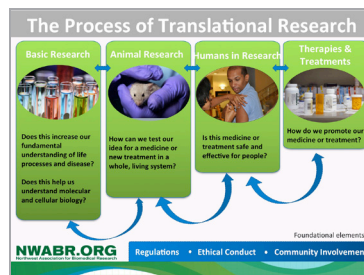 The Process of Translational Research
Basic Research
Does this increase our
fundamental
understanding of life
processes and disease?
Does this help us
understand molecular
and cellular biology?
Animal Research
How can we test our
idea for a medicine or
new treatment in a
whole, living system?
Humans in Research
Is this medicine or
treatment safe and
effective for people?
Therapies &
Treatments
How do we promote our
medicine or treatment?
Foundational elements
NWABR.ORG
Northwest Association for Biomedical Research
Regulations • Ethical Conduct • Community Involvement